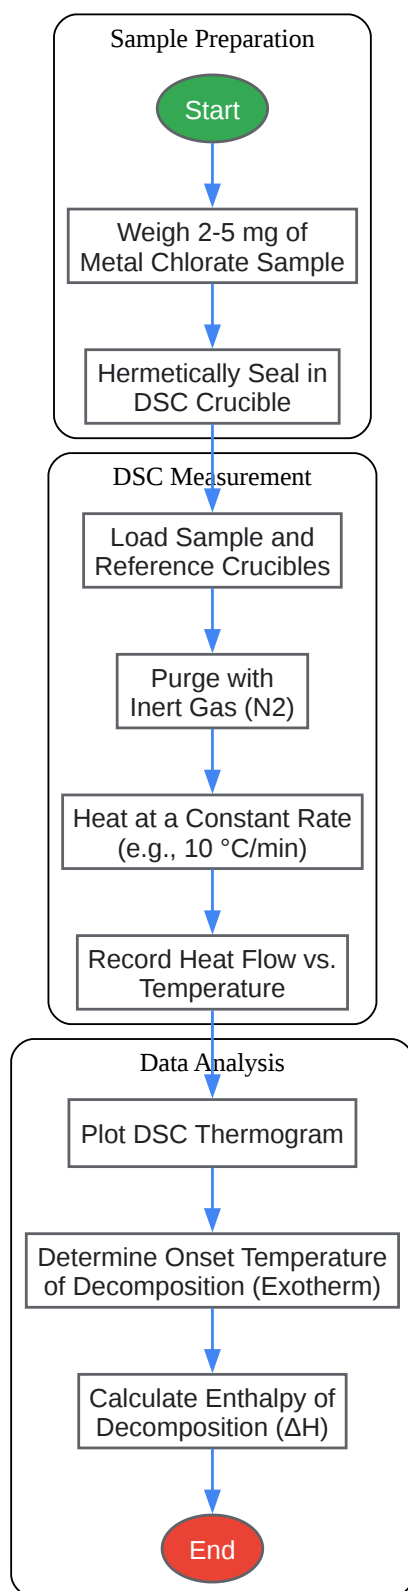 Sample Preparation
Start
Weigh 2-5 mg of
Metal Chlorate Sample
Hermetically Seal in
DSC Crucible
DSC Measurement
Load Sample and
Reference Crucibles
Purge with
Inert Gas (N2)
Heat at a Constant Rate
(e.g., 10 °C/min)
Record Heat Flow vs.
Temperature
Data Analysis
Plot DSC Thermogram
Determine Onset Temperature
of Decomposition (Exotherm)
Calculate Enthalpy of
Decomposition (ΔH)
End